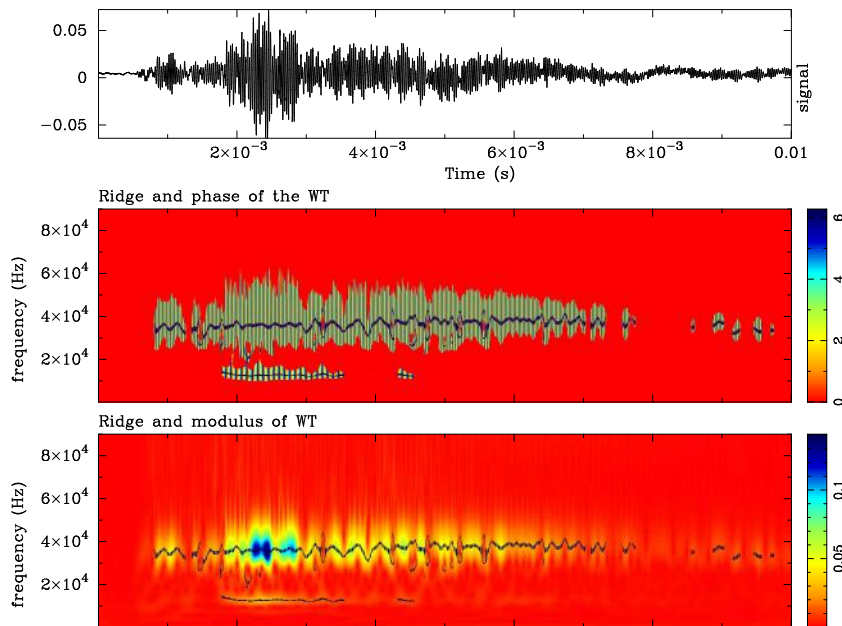 0.05
0
−0.05
signal
2×10⁻³ 4×10⁻³ 6×10⁻³ 8×10⁻³ 0.01
Time (s)
Ridge and phase of the WT
8×10⁴
6×10⁴
4×10⁴
2×10⁴
frequency (Hz)
6
4
2
0
Ridge and modulus of WT
8×10⁴
6×10⁴
4×10⁴
2×10⁴
frequency (Hz)
0.1
0.05